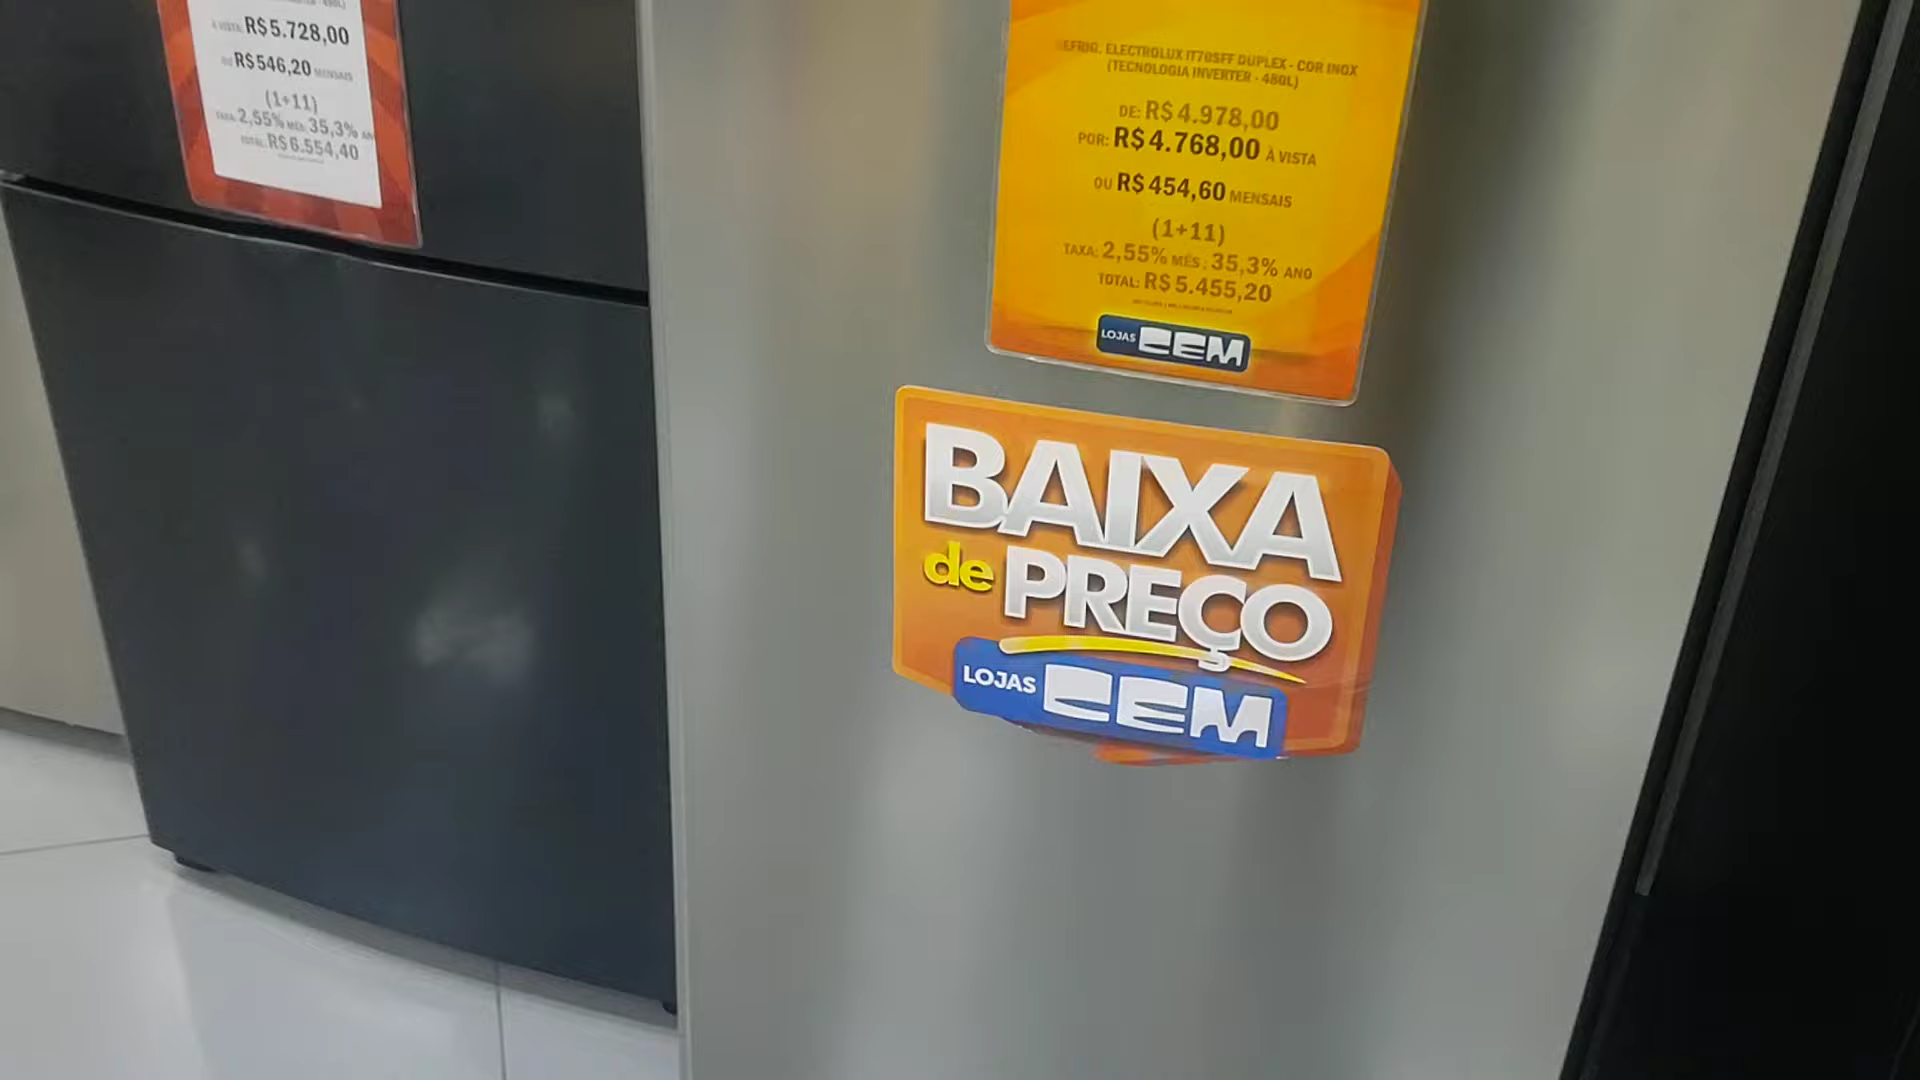 À VISTA: R$5.728,00
OU R$546,20 MENSAIS
(1+11)
TAXA: 2,55% MÊS: 35,3% AN
TOTAL: R$6.554,40
EFRIG. ELECTROLUX IT70SFF DUPLEX - COR INOX
(TECNOLOGIA INVERTER - 480L)
DE: R$4.978,00
POR: R$4.768,00 À VISTA
OU R$454,60 MENSAIS
(1+11)
TAXA: 2,55% MÊS : 35,3% ANO
TOTAL: R$5.455,20
LOJAS CEM
BAIXA
de PREÇO
LOJAS CEM